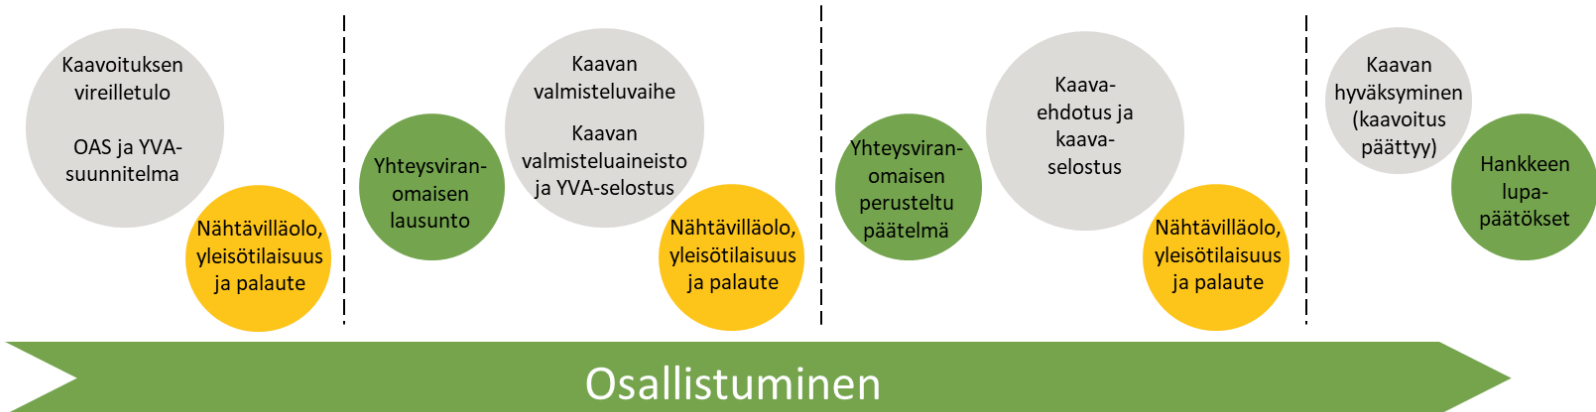 Kaavoituksen
vireilletulo
OAS ja YVA-
suunnitelma
Nähtävilläolo,
yleisötilaisuus
ja palaute
Yhteysviran-
omaisen
lausunto
Kaavan
valmisteluvaihe
Kaavan
valmisteluaineisto
ja YVA-selostus
Nähtävilläolo,
yleisötilaisuus
ja palaute
Yhteysviran-
omaisen
perusteltu
päätelmä
Kaava-
ehdotus ja
kaava-
selostus
Nähtävilläolo,
yleisötilaisuus
ja palaute
Kaavan
hyväksyminen
(kaavoitus
päättyy)
Hankkeen
lupa-
päätökset
Osallistuminen